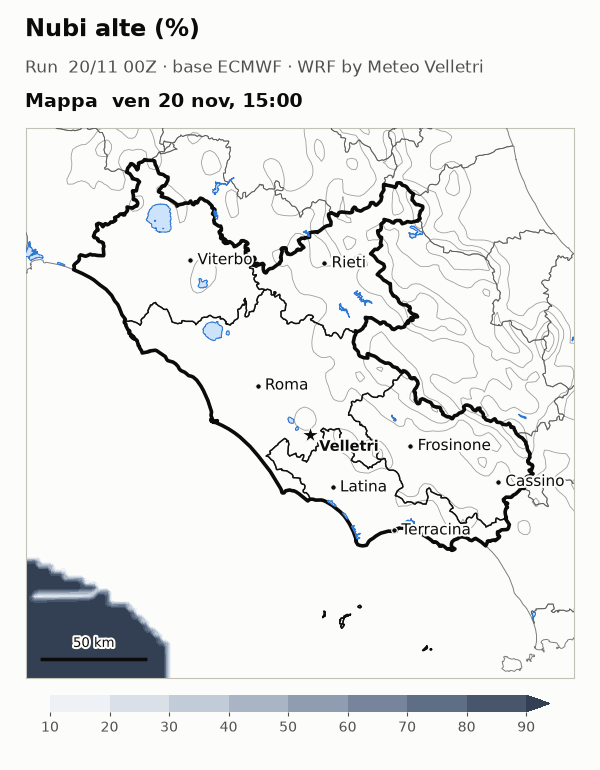 Nubi alte (%)
Run  20/11 00Z · base ECMWF · WRF by Meteo Velletri
Mappa  ven 20 nov, 15:00
Viterbo
Rieti
Roma
Velletri
Frosinone
Cassino
Latina
Terracina
50 km
10 20 30 40 50 60 70 80 90